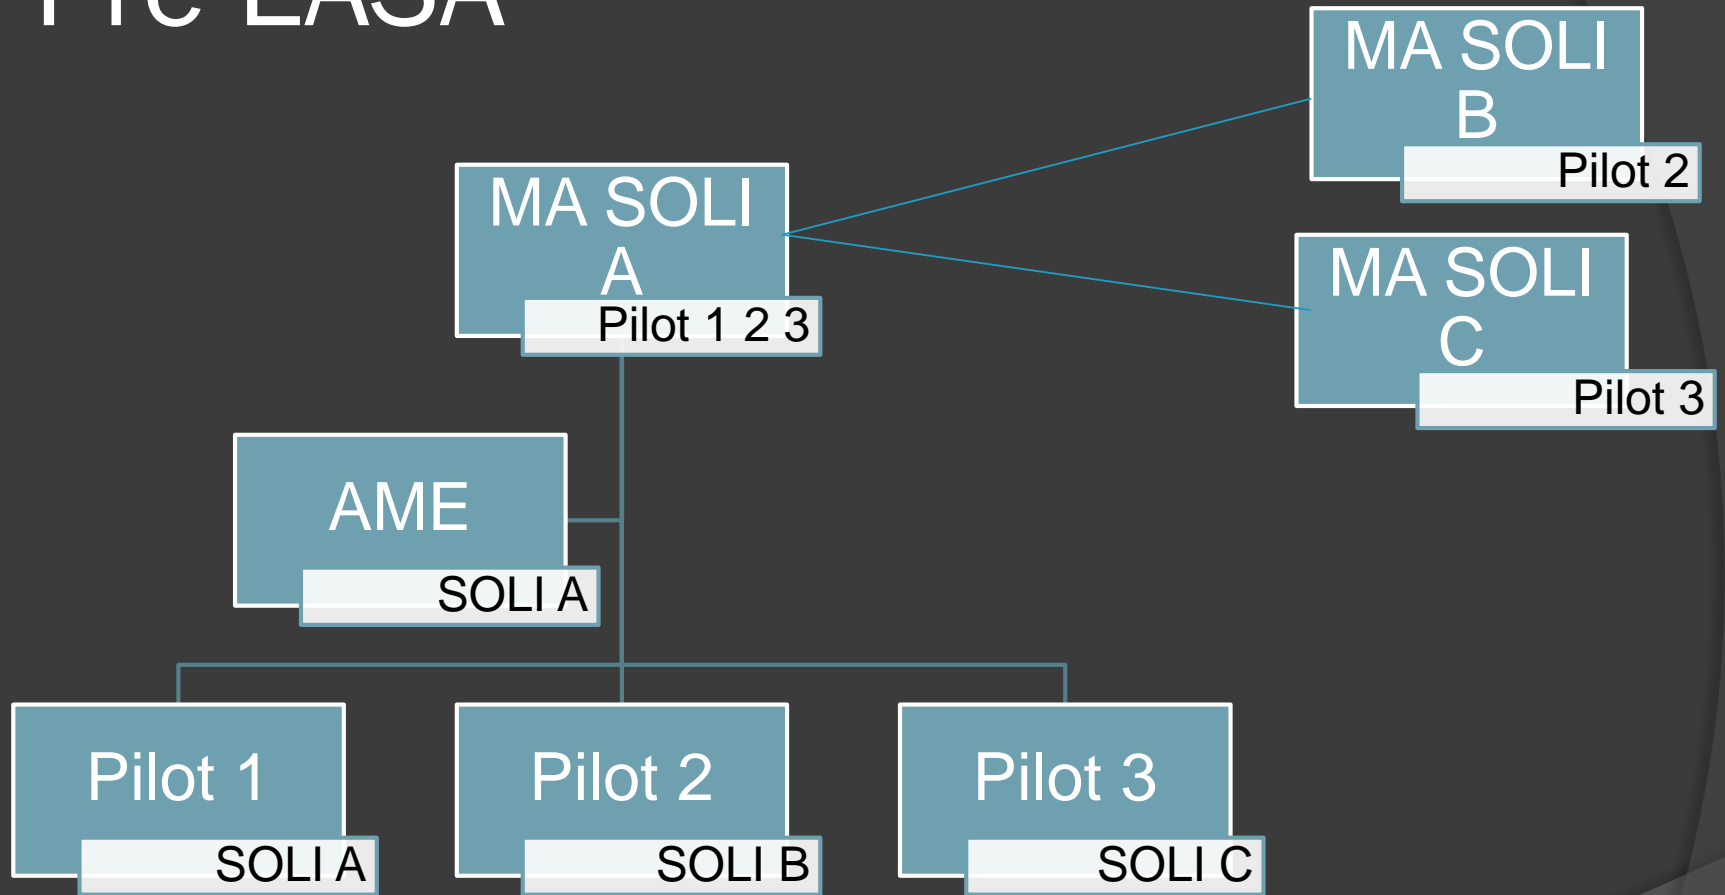 EASA
MA SOLI
B
Pilot 2
MA SOLI
A
Pilot 1 2 3
MA SOLI
C
Pilot 3
AME
SOLI A
Pilot 1
SOLI A
Pilot 2
SOLI B
Pilot 3
SOLI C